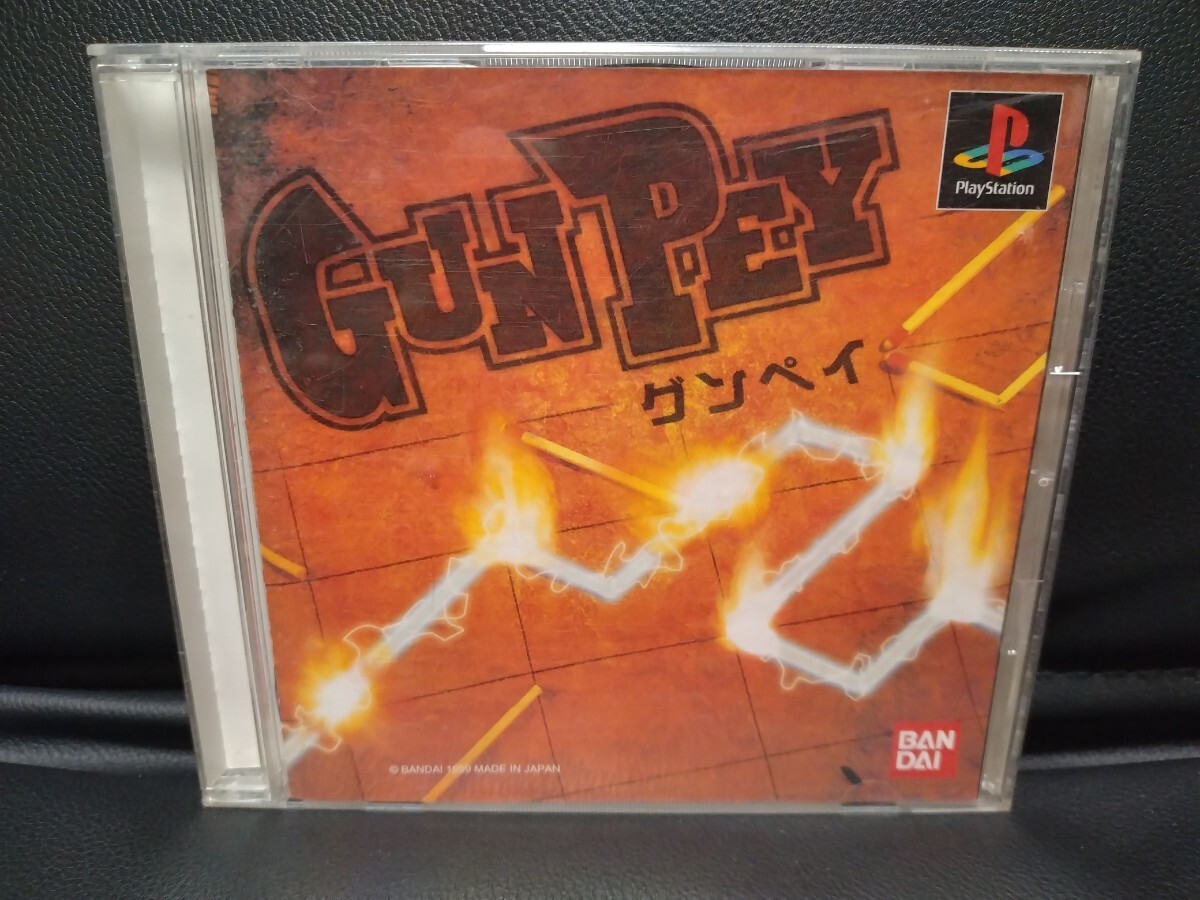 GUNPEY
グンペイ
PlayStation
© BANDAI 1999 MADE IN JAPAN
BAN
DAI